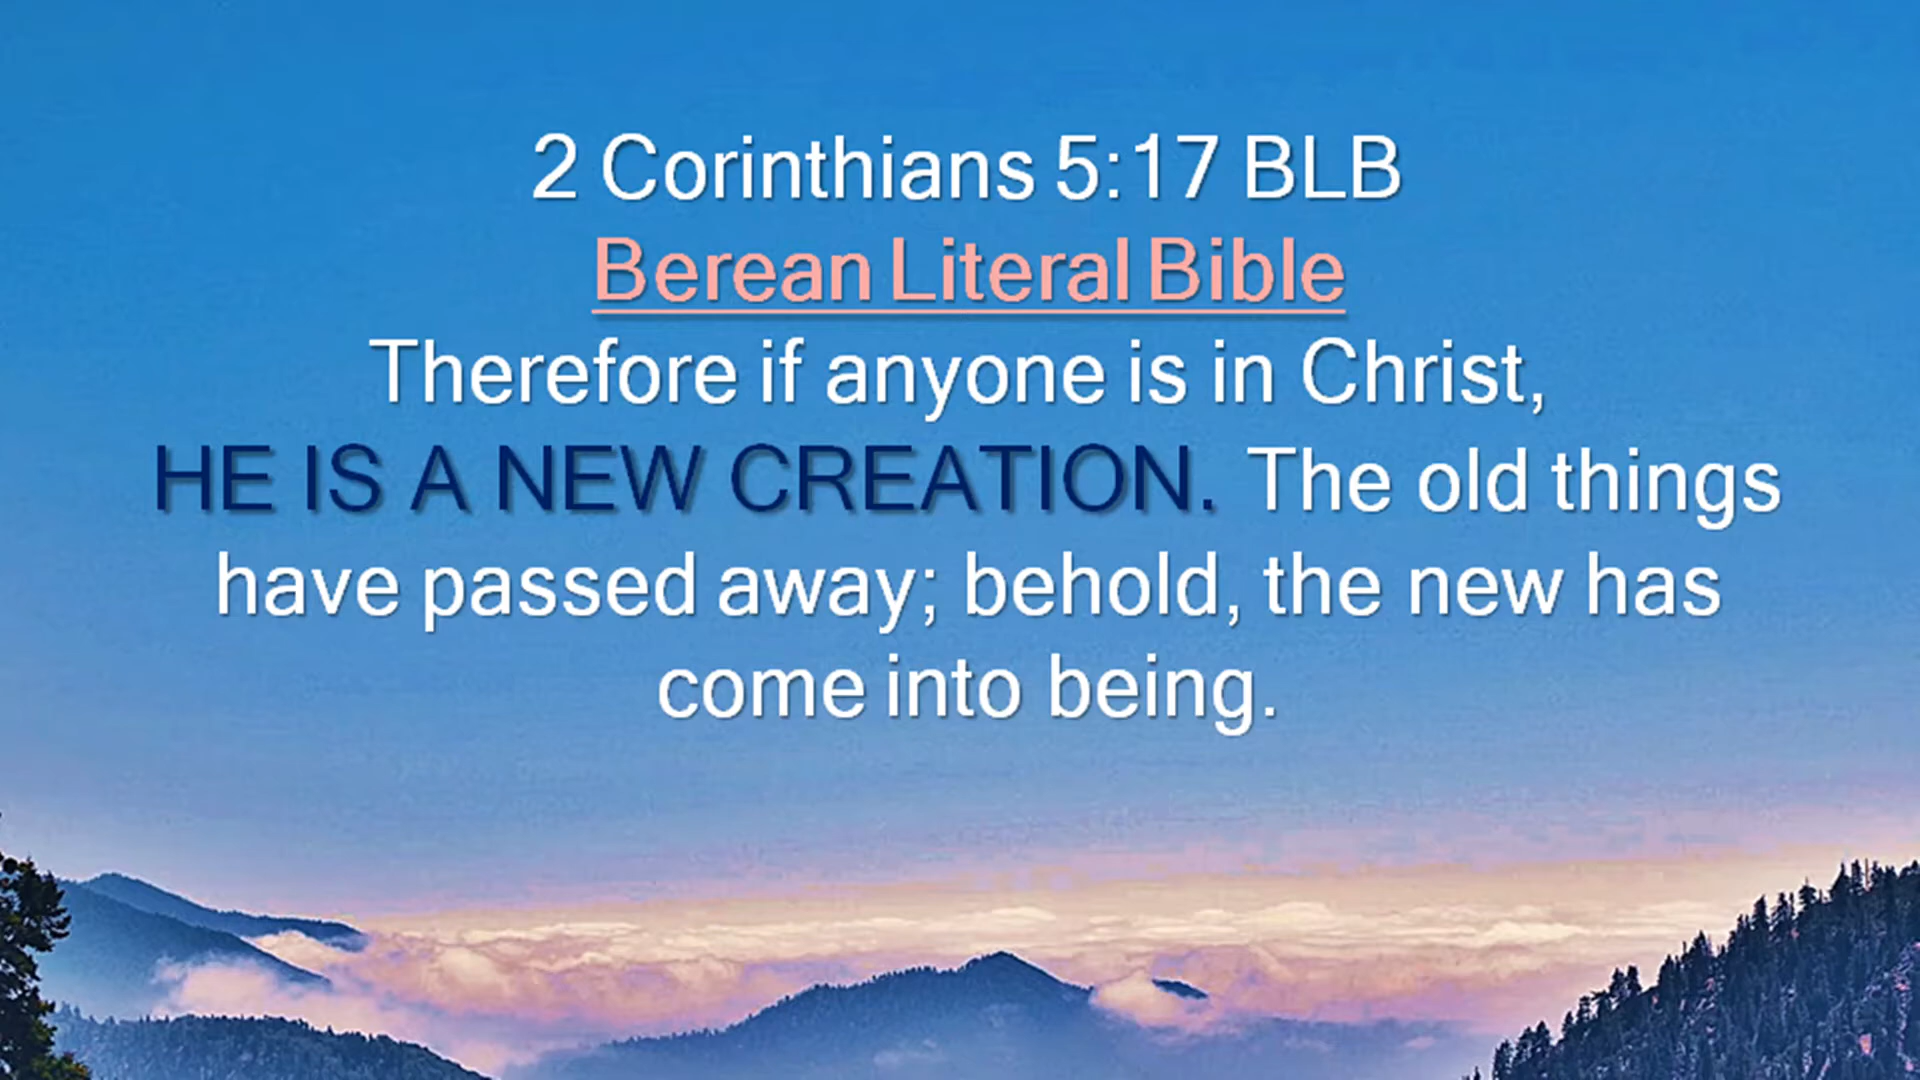 2 Corinthians 5:17 BLB
Berean Literal Bible
Therefore if anyone is in Christ,
HE IS A NEW CREATION. The old things
have passed away; behold, the new has
come into being.